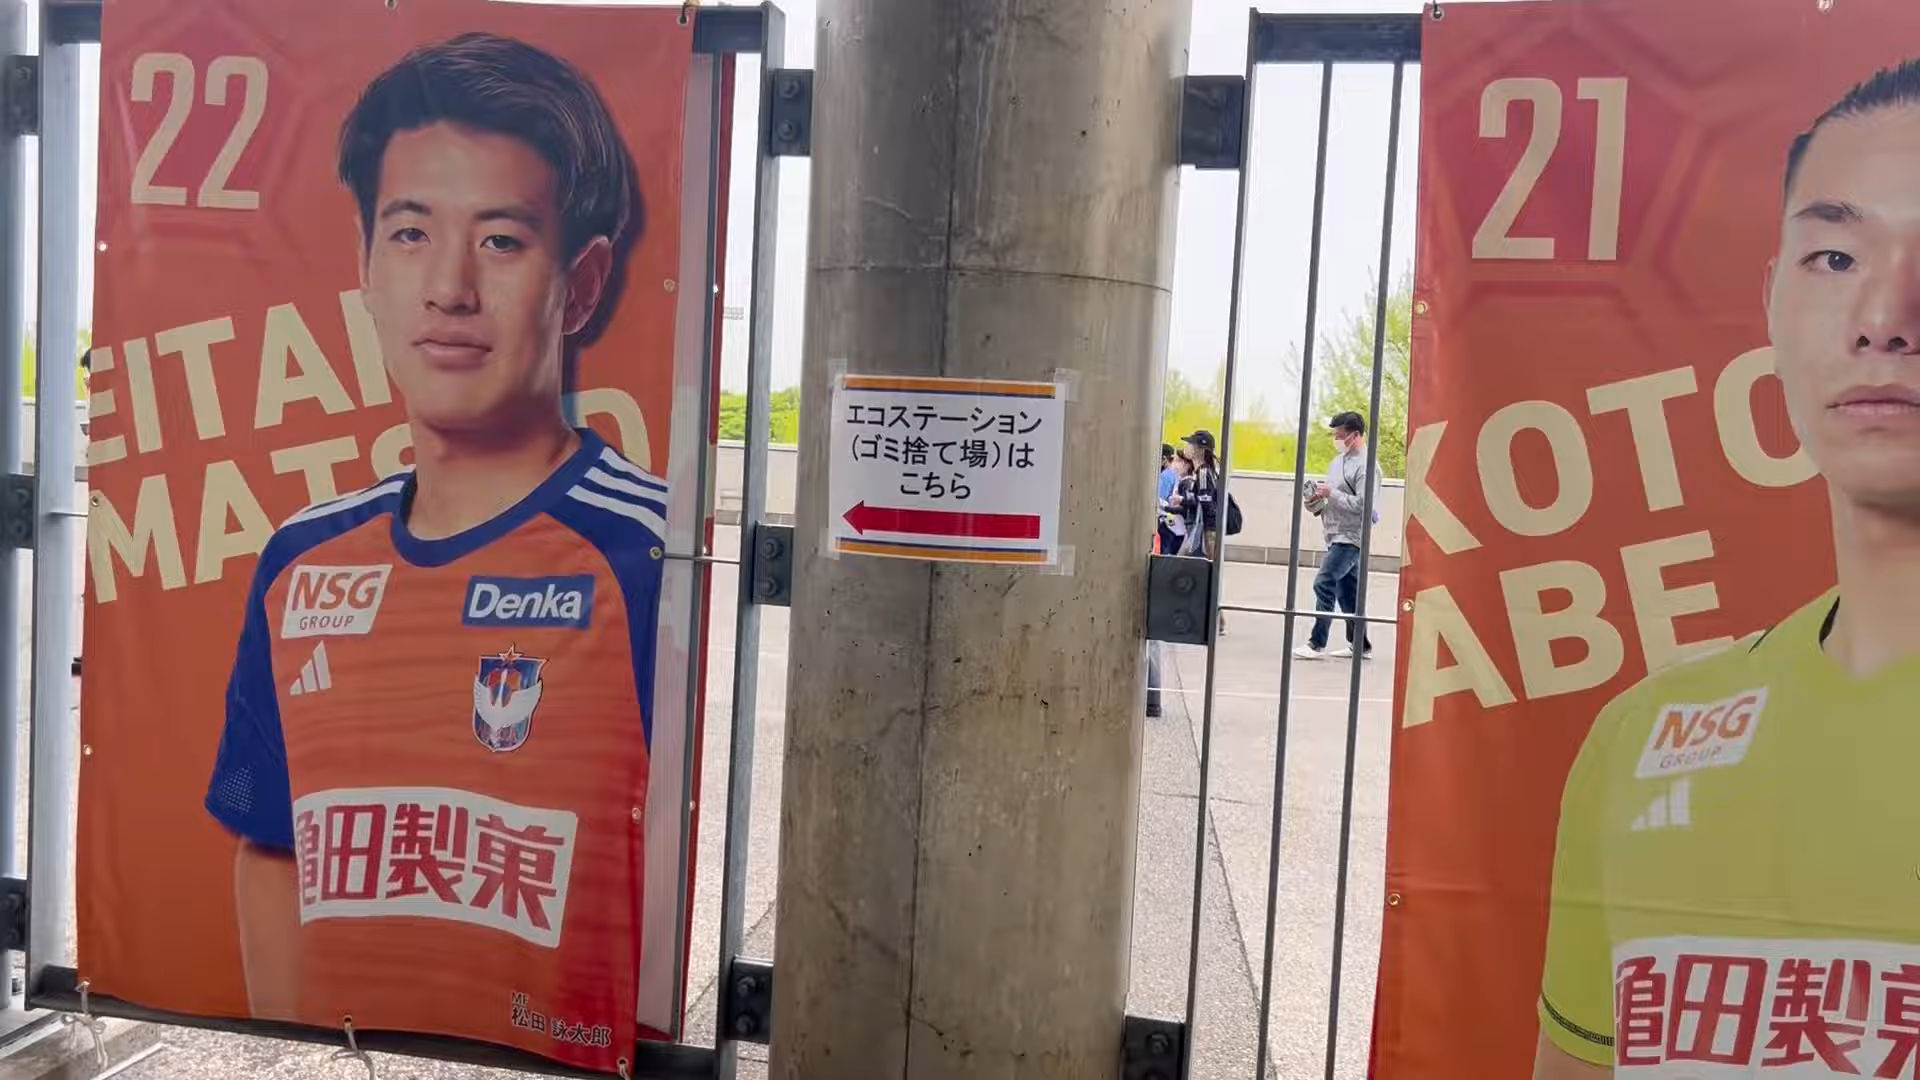 22
EITAR
MATS
D
NSG
GROUP
Denka
亀田製菓
MF
松田 詠太郎
エコステーション
(ゴミ捨て場)は
こちら
21
KOTO
ABE
NSG
GROUP
亀田製菓